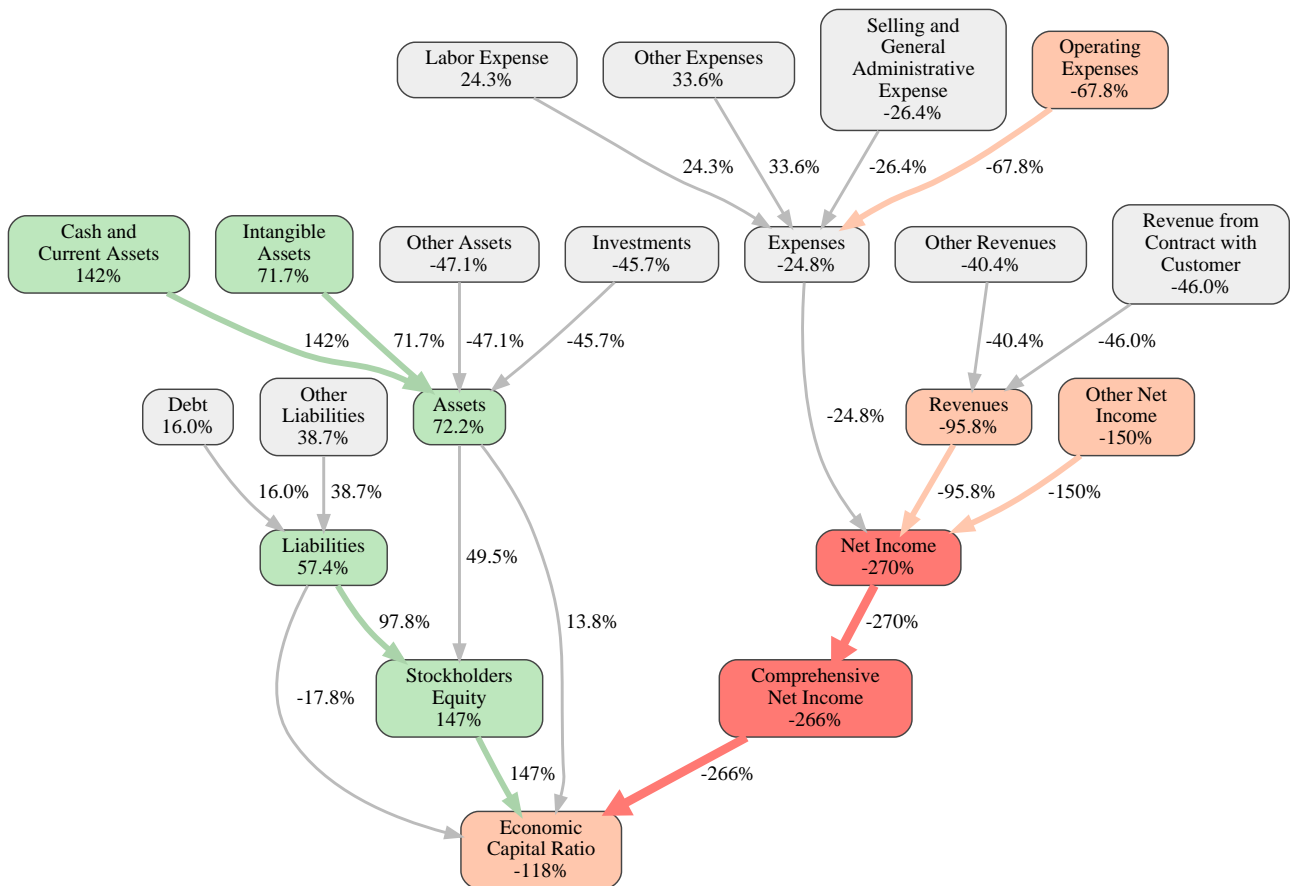 Selling and
General
Administrative
Expense
-26.4%
Labor Expense
24.3%
Other Expenses
33.6%
Operating
Expenses
-67.8%
24.3%
33.6%
-26.4%
-67.8%
Cash and
Current Assets
142%
Intangible
Assets
71.7%
Other Assets
-47.1%
Investments
-45.7%
Expenses
-24.8%
Other Revenues
-40.4%
Revenue from
Contract with
Customer
-46.0%
142%
71.7%
-47.1%
-45.7%
-40.4%
-46.0%
Debt
16.0%
Other
Liabilities
38.7%
Assets
72.2%
-24.8%
Revenues
-95.8%
Other Net
Income
-150%
16.0%
38.7%
-95.8%
-150%
Liabilities
57.4%
49.5%
Net Income
-270%
97.8%
13.8%
-270%
-17.8%
Stockholders
Equity
147%
Comprehensive
Net Income
-266%
147%
-266%
Economic
Capital Ratio
-118%